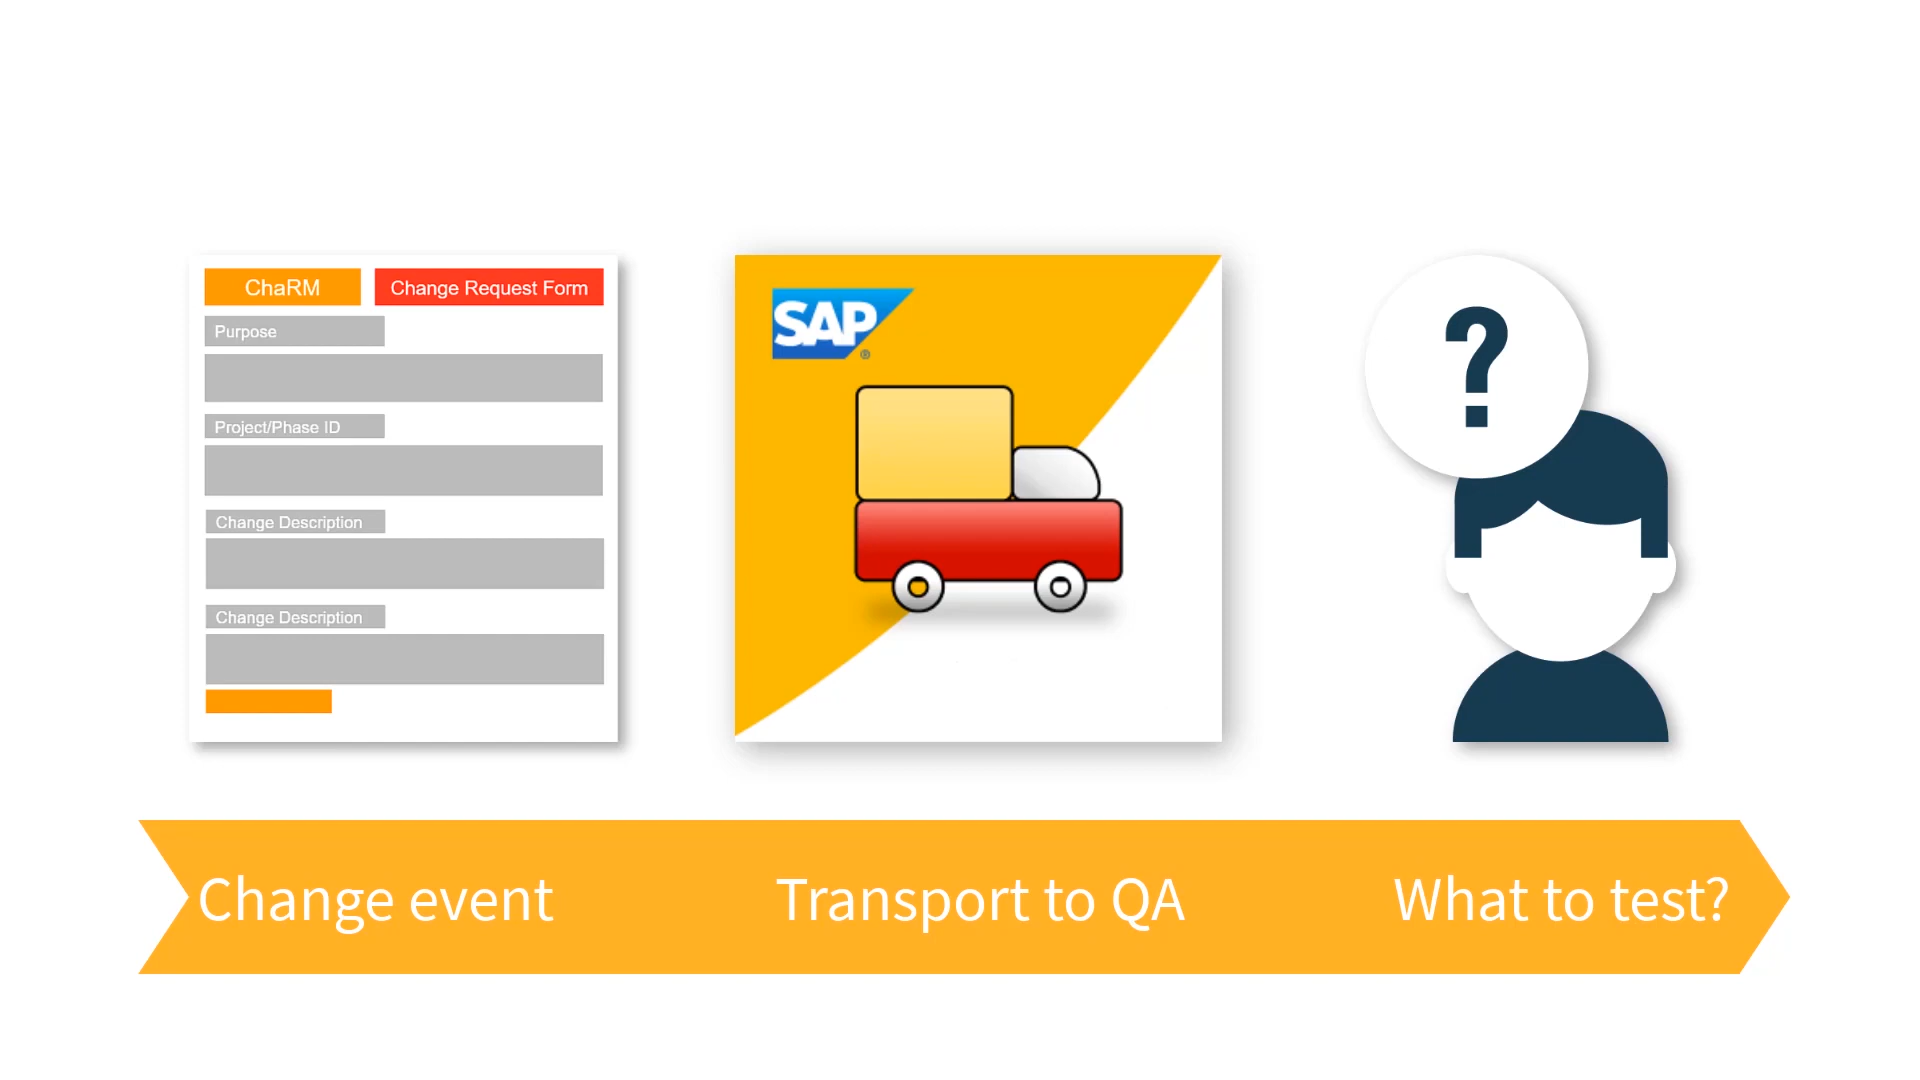 ChaRM
Change Request Form
Purpose
Project/Phase ID
Change Description
Change Description
SAP
®
?
Change event
Transport to QA
What to test?